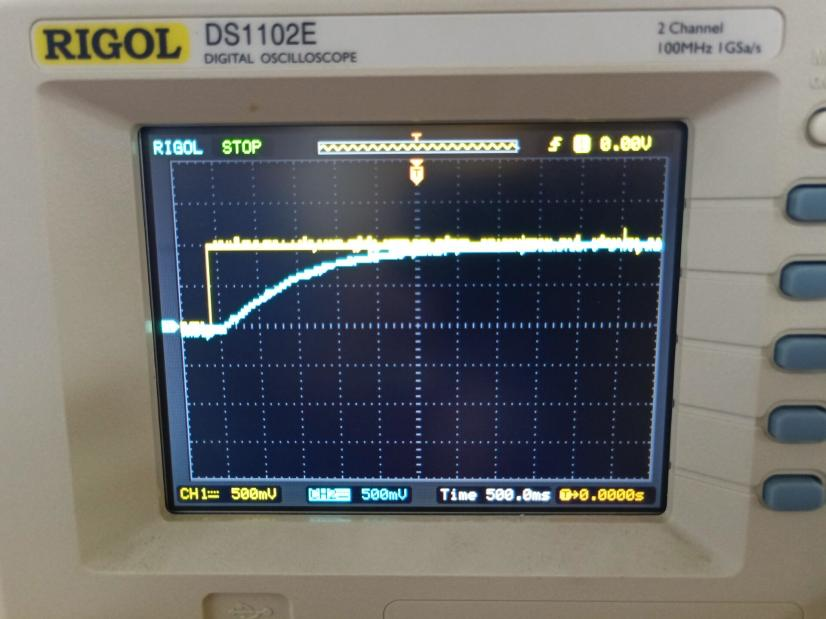 RIGOL DS1102E
DIGITAL OSCILLOSCOPE
2 Channel
100MHz 1GSa/s
RIGOL STOP
T
0.00V
T
CH1 500mV CH2 500mV Time 500.0ms T→0.0000s